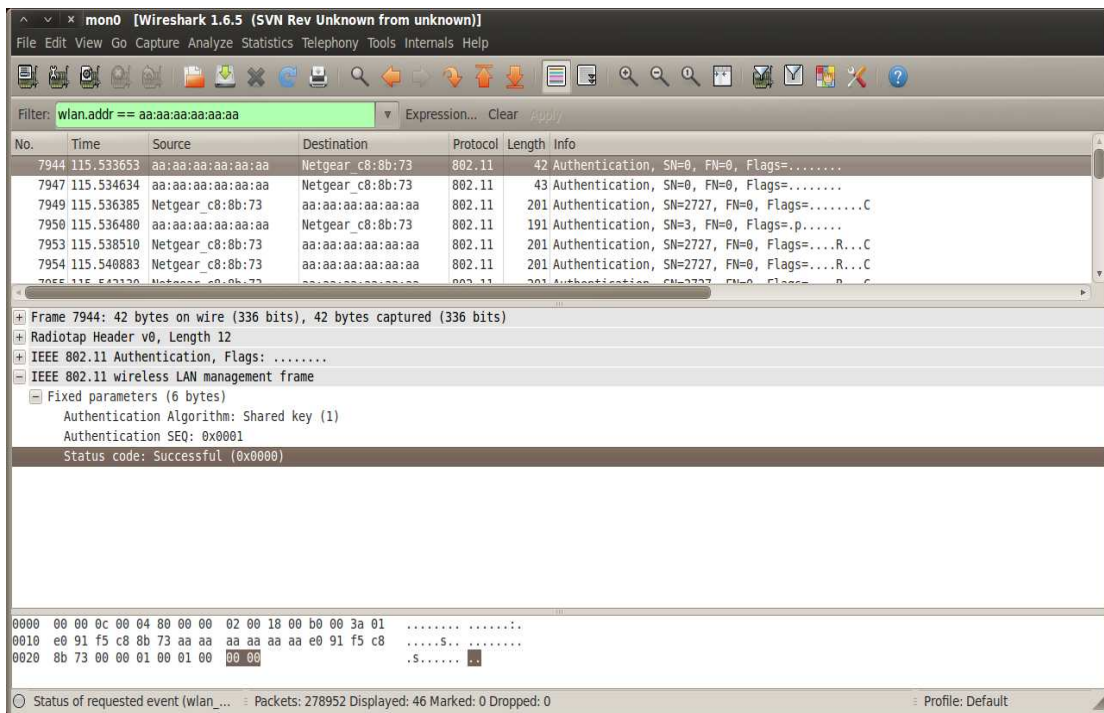 mon0 [Wireshark 1.6.5 (SVN Rev Unknown from unknown)]
File Edit View Go Capture Analyze Statistics Telephony Tools Internals Help
Filter: wlan.addr == aa:aa:aa:aa:aa:aa Expression... Clear Apply
No. Time Source Destination Protocol Length Info
7944 115.533653 aa:aa:aa:aa:aa:aa Netgear_c8:8b:73 802.11 42 Authentication, SN=0, FN=0, Flags=........
7947 115.534634 aa:aa:aa:aa:aa:aa Netgear_c8:8b:73 802.11 43 Authentication, SN=0, FN=0, Flags=........
7949 115.536385 Netgear_c8:8b:73 aa:aa:aa:aa:aa:aa 802.11 201 Authentication, SN=2727, FN=0, Flags=........C
7950 115.536480 aa:aa:aa:aa:aa:aa Netgear_c8:8b:73 802.11 191 Authentication, SN=3, FN=0, Flags=.p......
7953 115.538510 Netgear_c8:8b:73 aa:aa:aa:aa:aa:aa 802.11 201 Authentication, SN=2727, FN=0, Flags=....R...C
7954 115.540883 Netgear_c8:8b:73 aa:aa:aa:aa:aa:aa 802.11 201 Authentication, SN=2727, FN=0, Flags=....R...C
Frame 7944: 42 bytes on wire (336 bits), 42 bytes captured (336 bits)
Radiotap Header v0, Length 12
IEEE 802.11 Authentication, Flags: ........
IEEE 802.11 wireless LAN management frame
Fixed parameters (6 bytes)
Authentication Algorithm: Shared key (1)
Authentication SEQ: 0x0001
Status code: Successful (0x0000)
0000 00 00 0c 00 04 80 00 00 02 00 18 00 b0 00 3a 01 ........ ......:.
0010 e0 91 f5 c8 8b 73 aa aa aa aa aa aa e0 91 f5 c8 .....s.. ........
0020 8b 73 00 00 01 00 01 00 00 00 .s...... ..
Status of requested event (wlan_... Packets: 278952 Displayed: 46 Marked: 0 Dropped: 0 Profile: Default